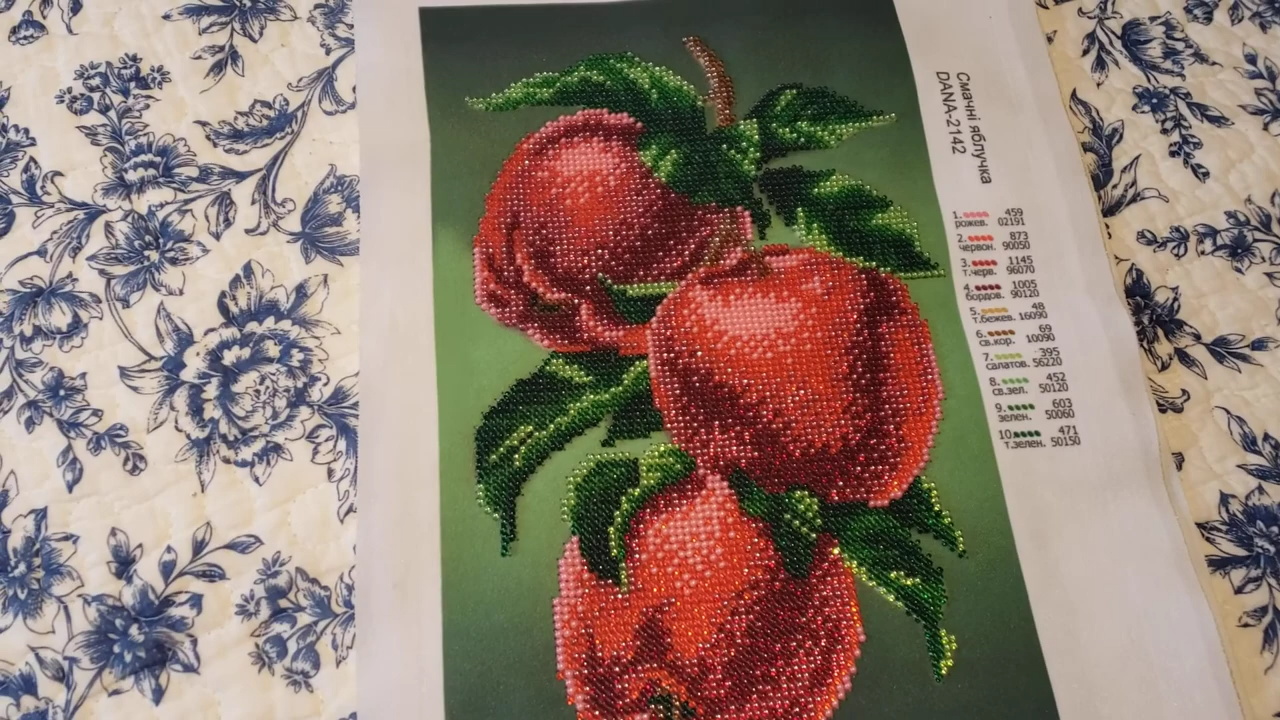 Смачні яблучка
DANA-2142
1. 459
рожев. 02191
2. 873
червон. 90050
3. 1145
т.черв. 96070
4. 1005
бордов. 90120
5. 48
т.бежев. 16090
6. 69
св.кор. 10090
7. 395
салатов. 56220
8. 452
св.зел. 50120
9. 603
зелен. 50060
10. 471
т.зелен. 50150